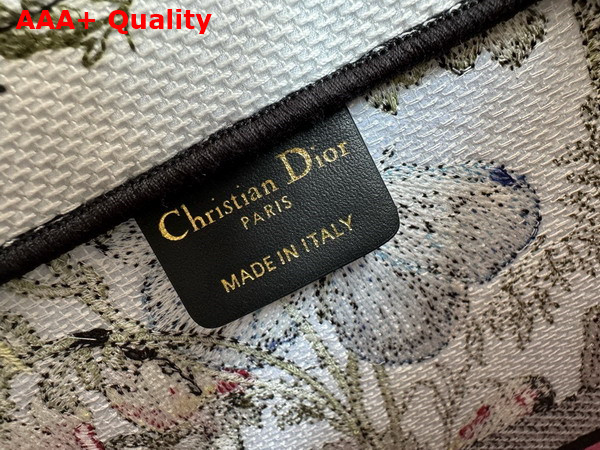 AAA+ Quality
Christian Dior
PARIS
MADE IN ITALY